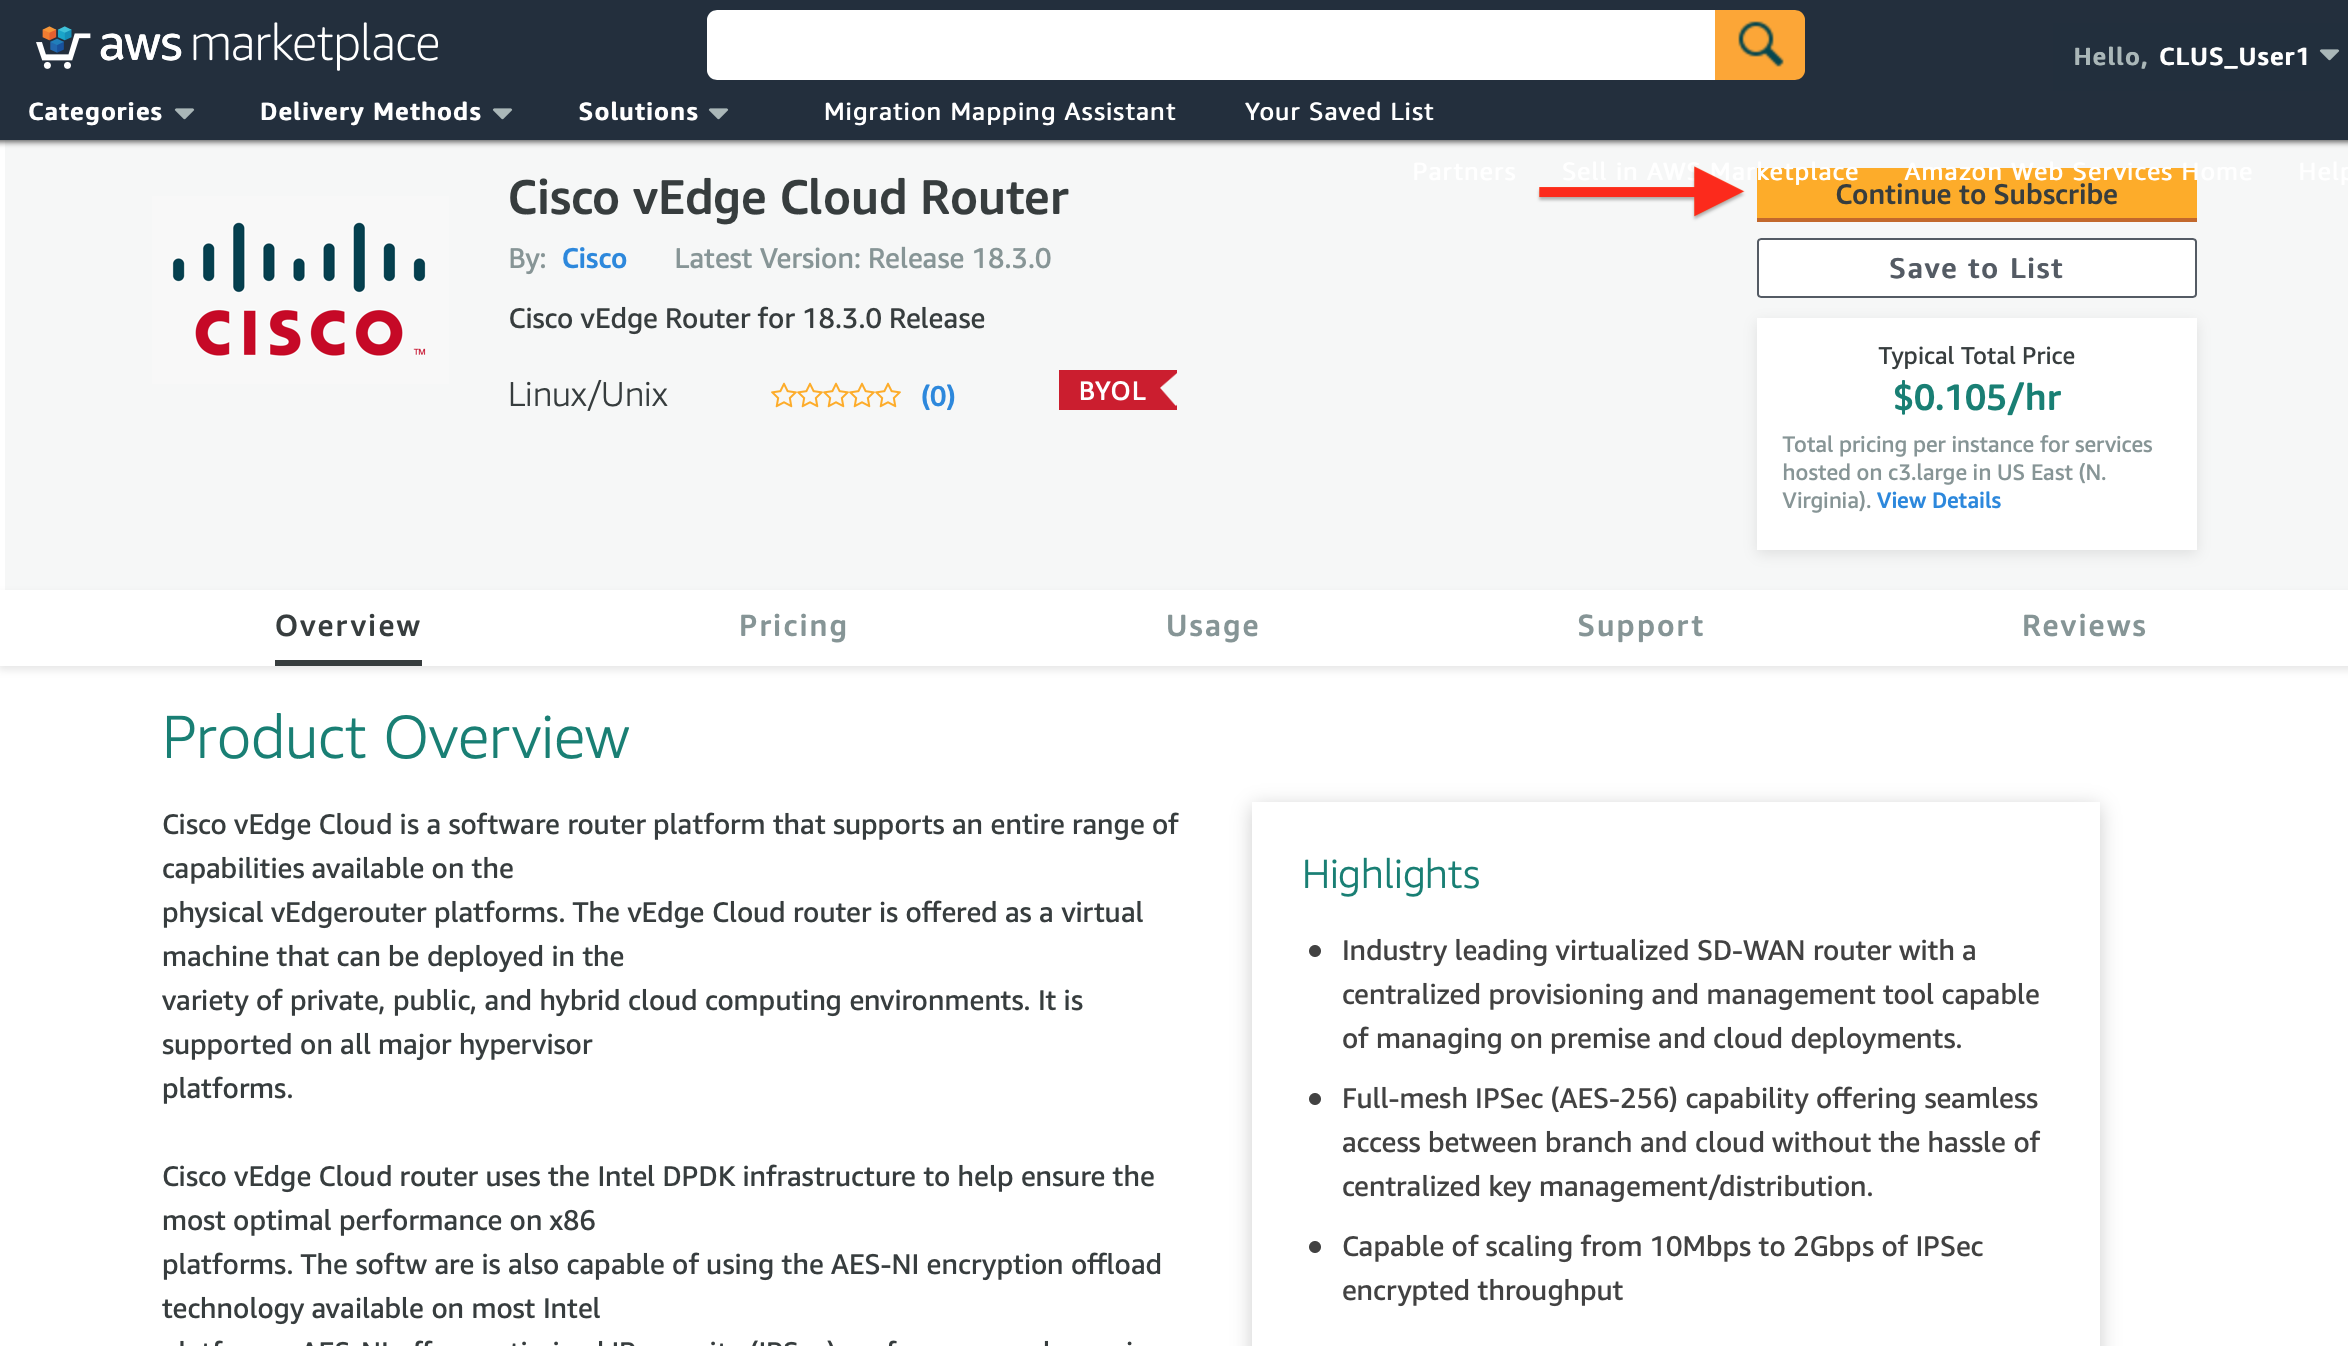 aws marketplace
Hello, CLUS_User1
Categories
Delivery Methods
Solutions
Migration Mapping Assistant
Your Saved List
Partners
Sell in AWS Marketplace
Amazon Web Services Home
Cisco vEdge Cloud Router
Continue to Subscribe
CISCO™
By: Cisco
Latest Version: Release 18.3.0
Save to List
Cisco vEdge Router for 18.3.0 Release
Linux/Unix
(0)
BYOL
Typical Total Price
$0.105/hr
Total pricing per instance for services
hosted on c3.large in US East (N.
Virginia). View Details
Overview
Pricing
Usage
Support
Reviews
Product Overview
Cisco vEdge Cloud is a software router platform that supports an entire range of
capabilities available on the
physical vEdgerouter platforms. The vEdge Cloud router is offered as a virtual
machine that can be deployed in the
variety of private, public, and hybrid cloud computing environments. It is
supported on all major hypervisor
platforms.
Cisco vEdge Cloud router uses the Intel DPDK infrastructure to help ensure the
most optimal performance on x86
platforms. The softw are is also capable of using the AES-NI encryption offload
technology available on most Intel
Highlights
Industry leading virtualized SD-WAN router with a
centralized provisioning and management tool capable
of managing on premise and cloud deployments.
Full-mesh IPSec (AES-256) capability offering seamless
access between branch and cloud without the hassle of
centralized key management/distribution.
Capable of scaling from 10Mbps to 2Gbps of IPSec
encrypted throughput